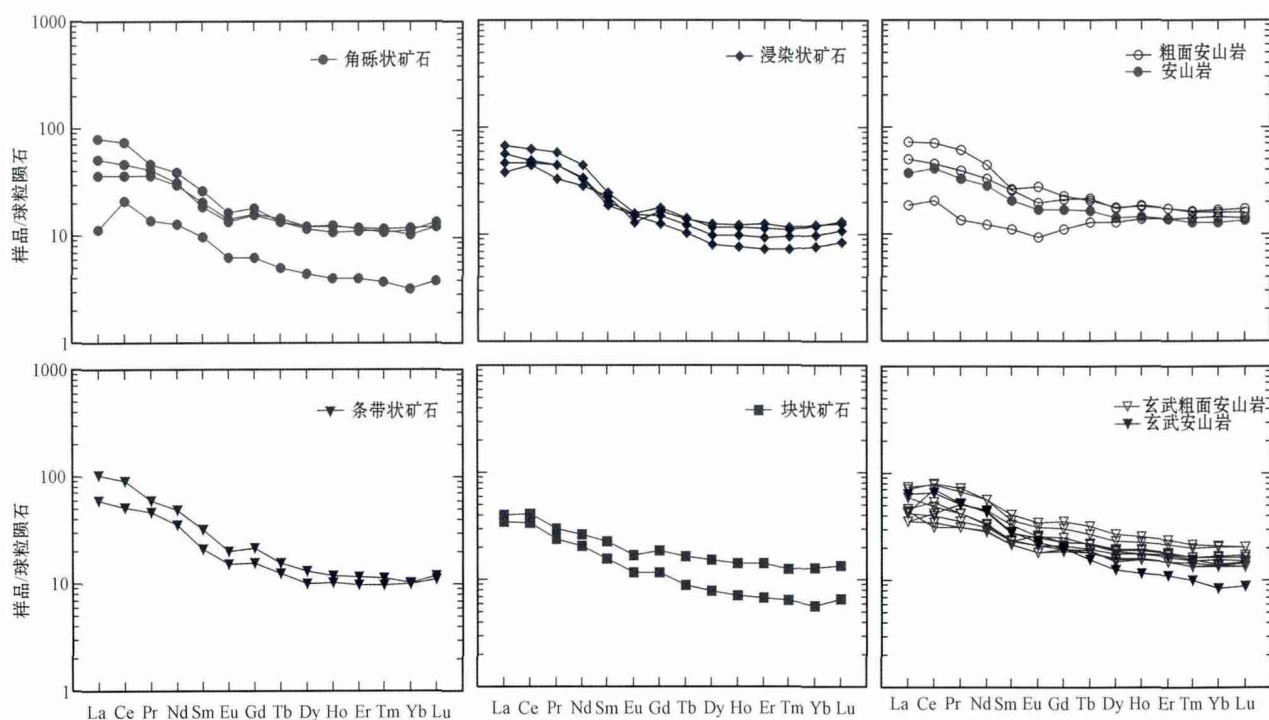 样品/球粒陨石
1000
100
10
1
角砾状矿石
浸染状矿石
粗面安山岩
安山岩
样品/球粒陨石
1000
100
10
1
条带状矿石
块状矿石
玄武粗面安山岩
玄武安山岩
La Ce Pr Nd Sm Eu Gd Tb Dy Ho Er Tm Yb Lu
La Ce Pr Nd Sm Eu Gd Tb Dy Ho Er Tm Yb Lu
La Ce Pr Nd Sm Eu Gd Tb Dy Ho Er Tm Yb Lu